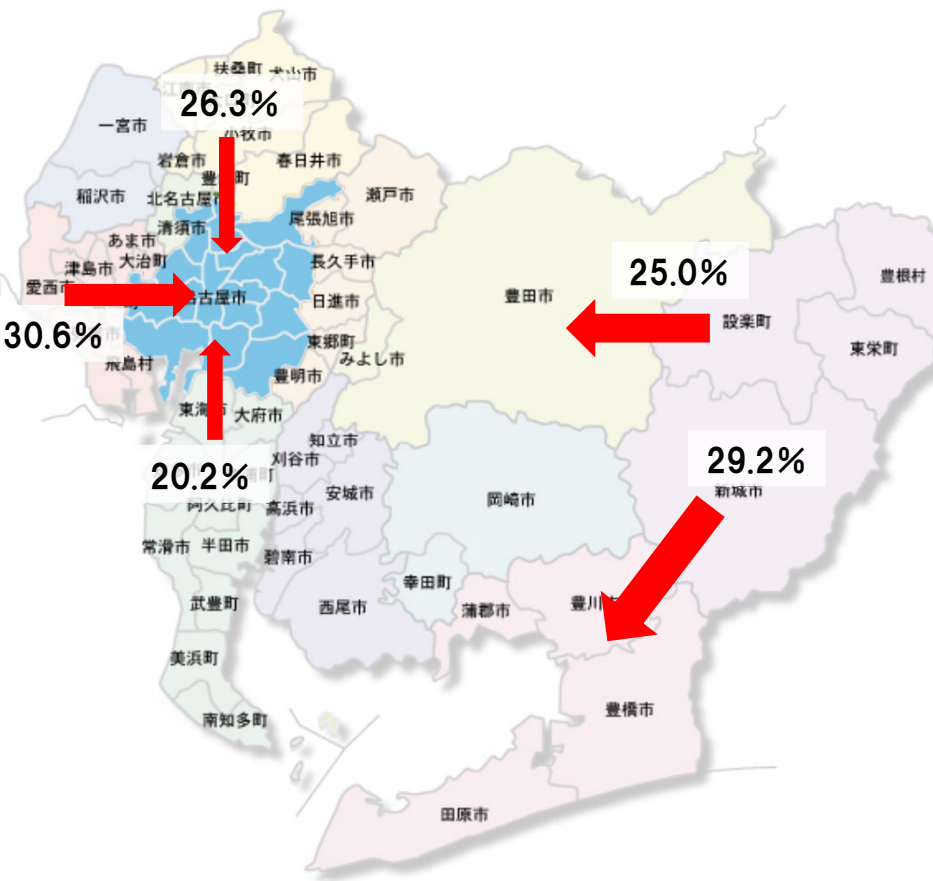 扶桑町
犬山市
26.3%
一宮市
小牧市
岩倉市
春日井市
稲沢市
北名古屋市
瀬戸市
清須市
尾張旭市
あま市
津島市
大治町
長久手市
愛西市
古屋市
日進市
豊田市
25.0%
豊根村
設楽町
30.6%
東郷町
みよし市
東栄町
飛島村
豊明市
大府市
知立市
20.2%
刈谷市
29.2%
安城市
新城市
岡崎市
阿久比町
高浜市
常滑市
半田市
碧南市
幸田町
武豊町
西尾市
蒲郡市
豊川市
美浜町
豊橋市
南知多町
田原市